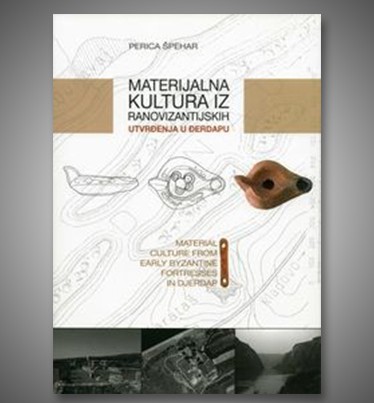 PERICA ŠPEHAR
MATERIJALNA
KULTURA IZ
RANOVIZANTIJSKIH
UTVRĐENJA U ĐERDAPU
MATERIAL
CULTURE FROM
EARLY BYZANTINE
FORTRESSES
IN DJERDAP